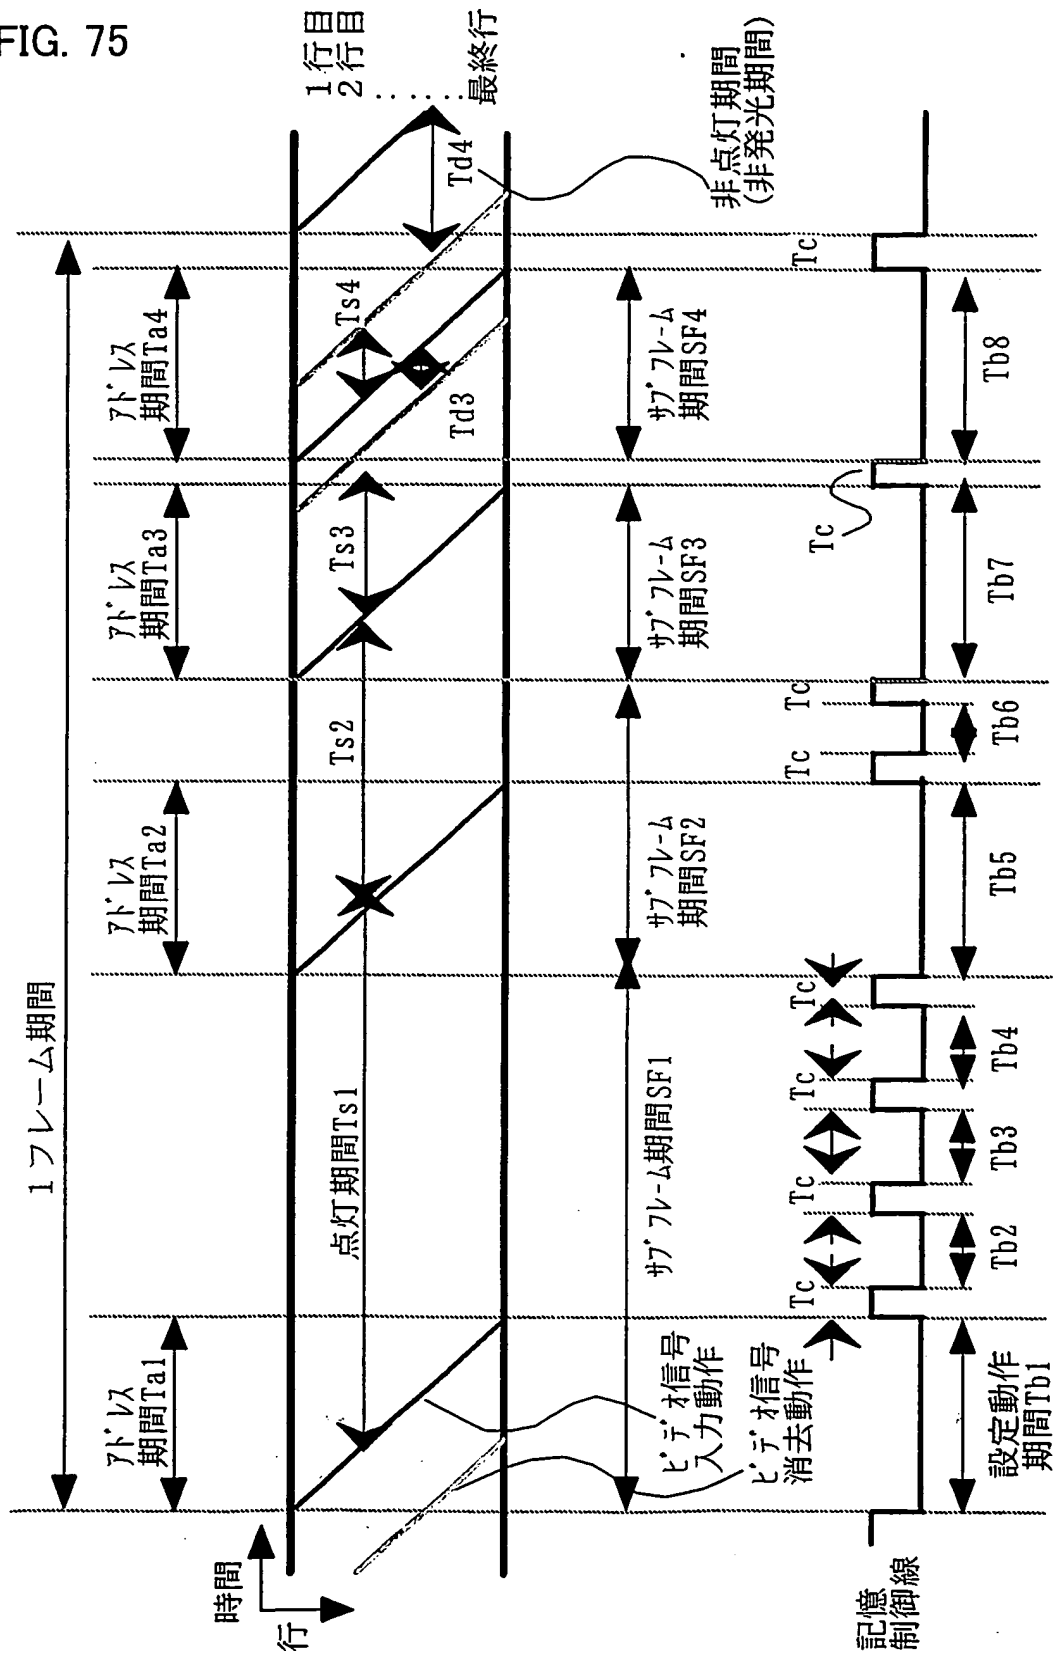 FIG. 75
1フレーム期間
アドレス
期間Ta1
アドレス
期間Ta2
アドレス
期間Ta3
アドレス
期間Ta4
時間
行
1行目
2行目
最終行
点灯期間Ts1
Ts2
Ts3
Ts4
Td3
Td4
非点灯期間
(非発光期間)
ビデオ信号
入力動作
ビデオ信号
消去動作
サブフレーム期間SF1
サブフレーム
期間SF2
サブフレーム
期間SF3
サブフレーム
期間SF4
Tc
Tc
Tc
Tc
Tc
Tc
Tc
Tc
記憶
制御線
設定動作
期間Tb1
Tb2
Tb3
Tb4
Tb5
Tb6
Tb7
Tb8